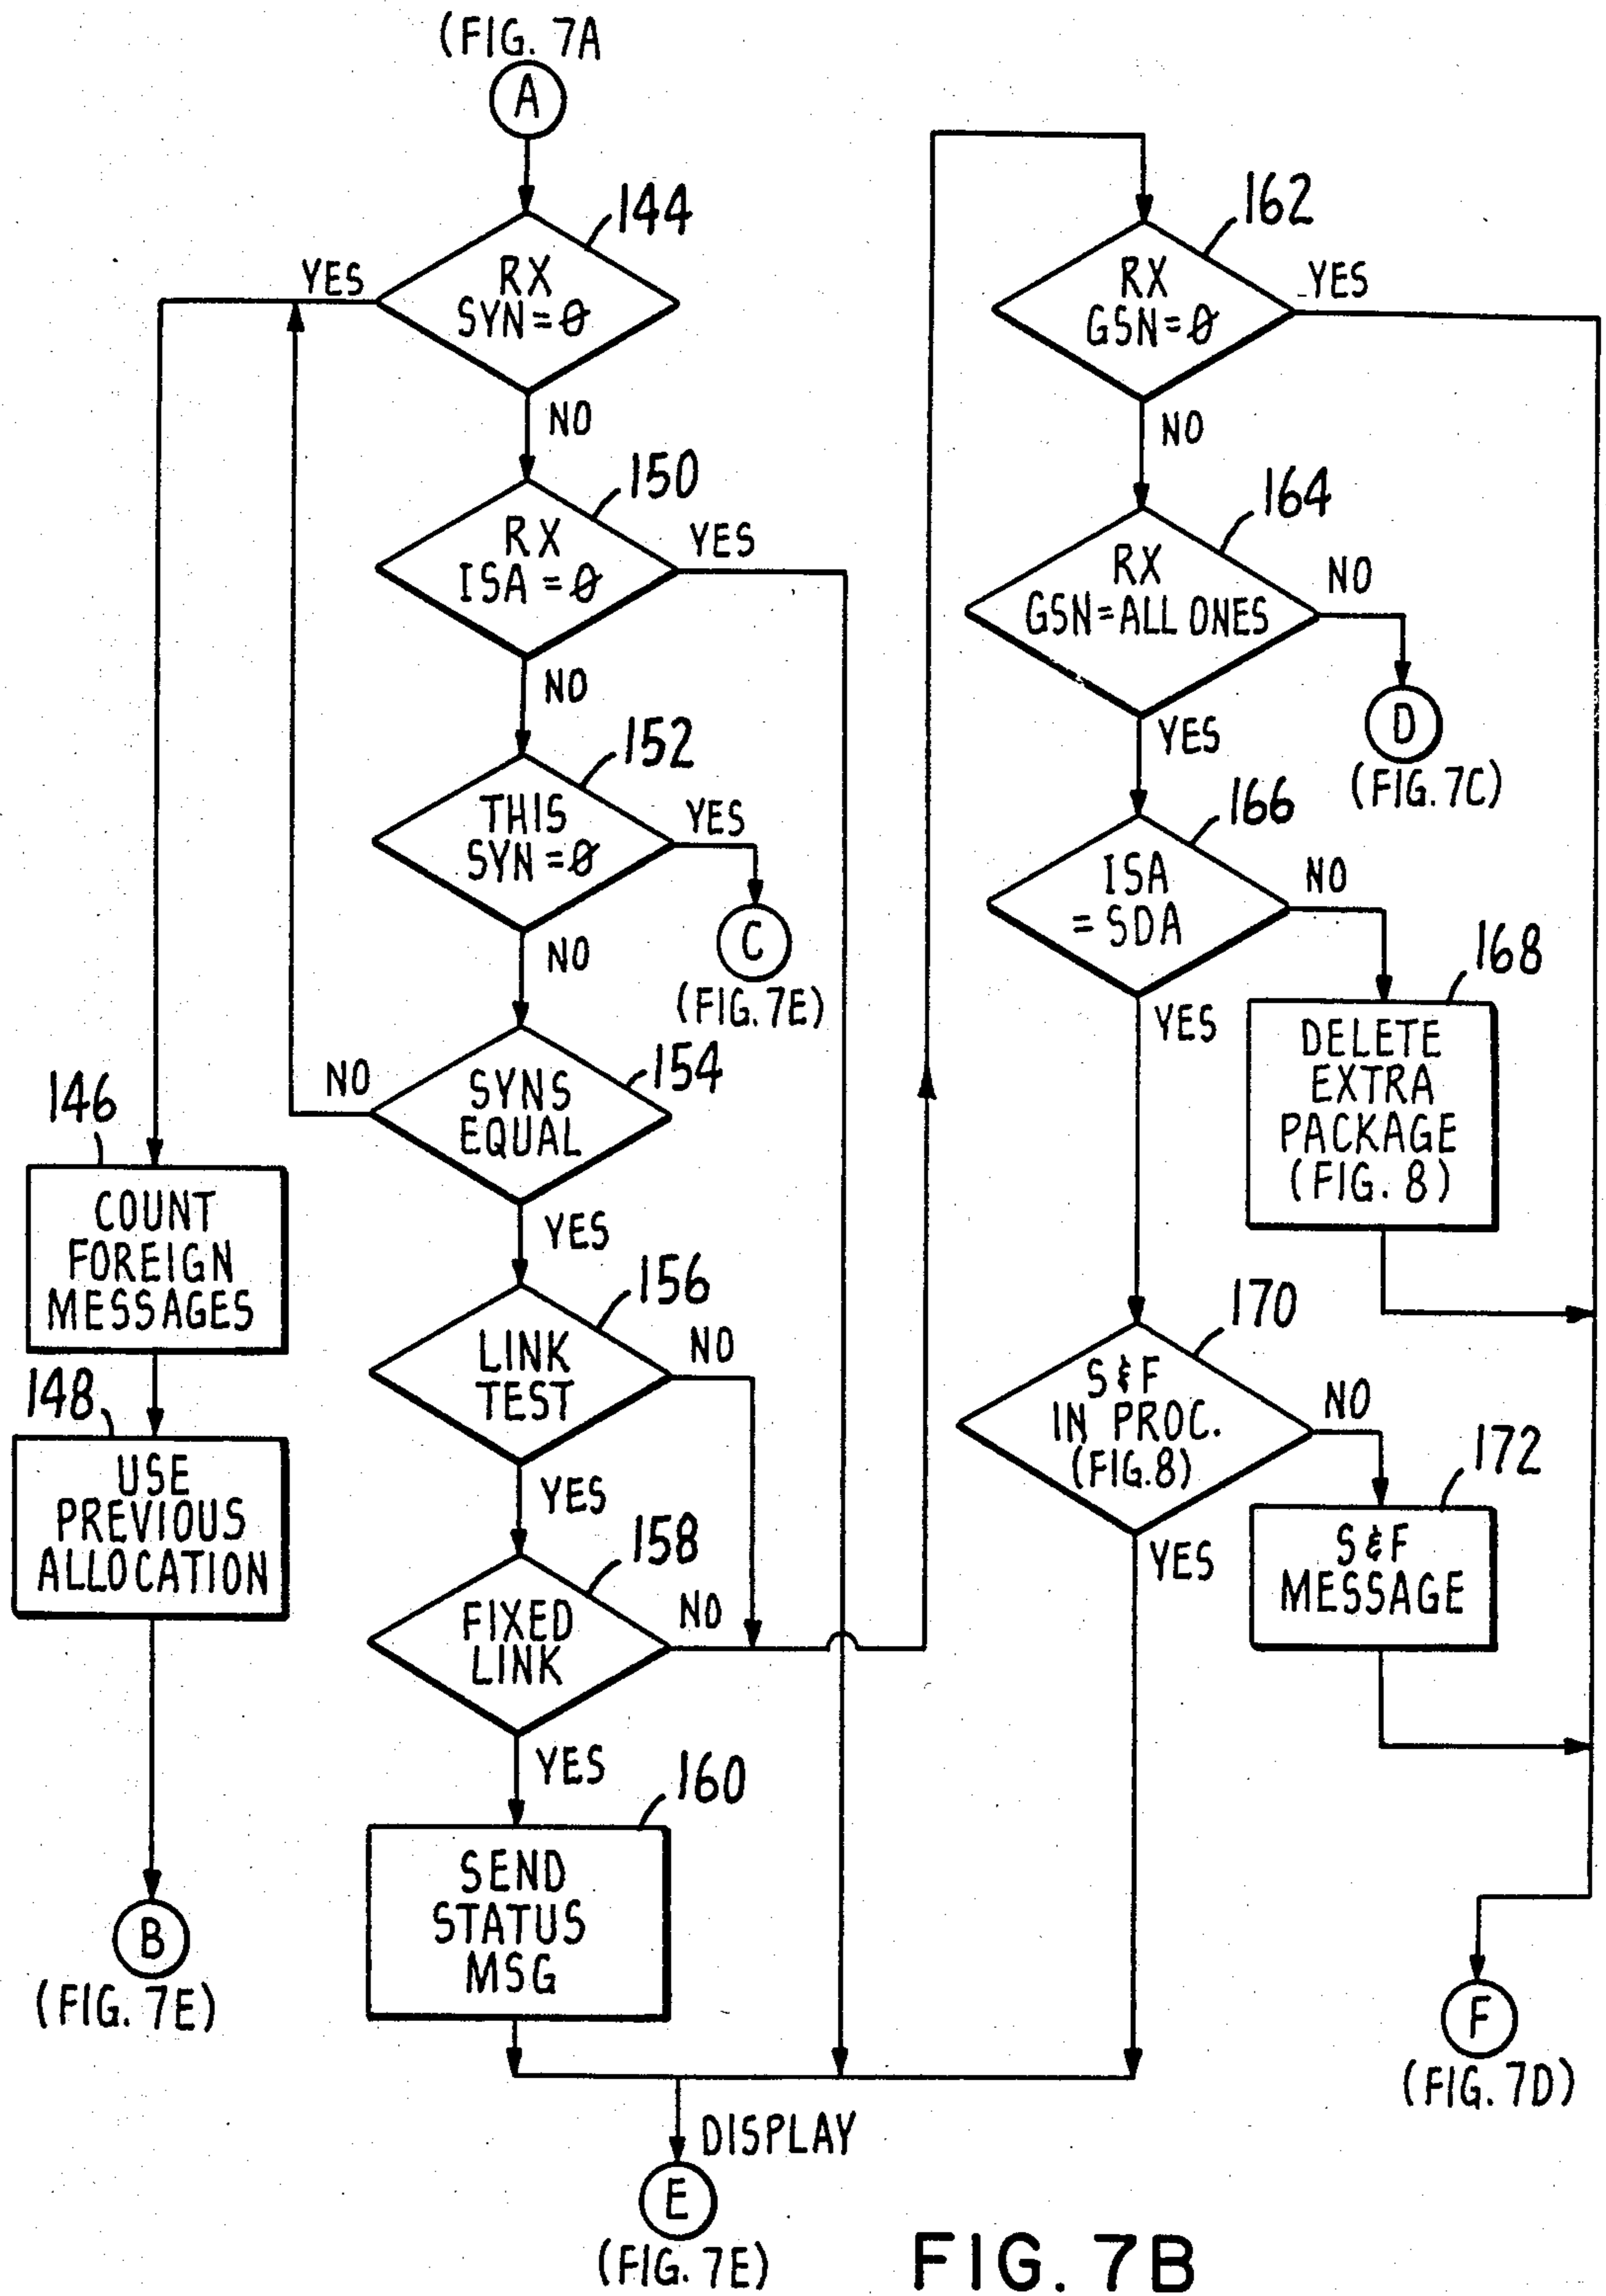 (FIG. 7A
A
144
RX
SYN=0
YES
NO
150
RX
ISA=0
YES
NO
152
THIS
SYN=0
YES
C
(FIG. 7E)
NO
154
SYNS
EQUAL
NO
YES
146
COUNT
FOREIGN
MESSAGES
148
USE
PREVIOUS
ALLOCATION
B
(FIG. 7E)
156
LINK
TEST
NO
YES
158
FIXED
LINK
NO
YES
160
SEND
STATUS
MSG
DISPLAY
E
(FIG. 7E)
162
RX
GSN=0
YES
NO
164
RX
GSN=ALL ONES
NO
D
(FIG. 7C)
YES
166
ISA
=SDA
NO
YES
168
DELETE
EXTRA
PACKAGE
(FIG. 8)
170
S&F
IN PROC.
(FIG.8)
NO
YES
172
S&F
MESSAGE
F
(FIG. 7D)
FIG. 7B